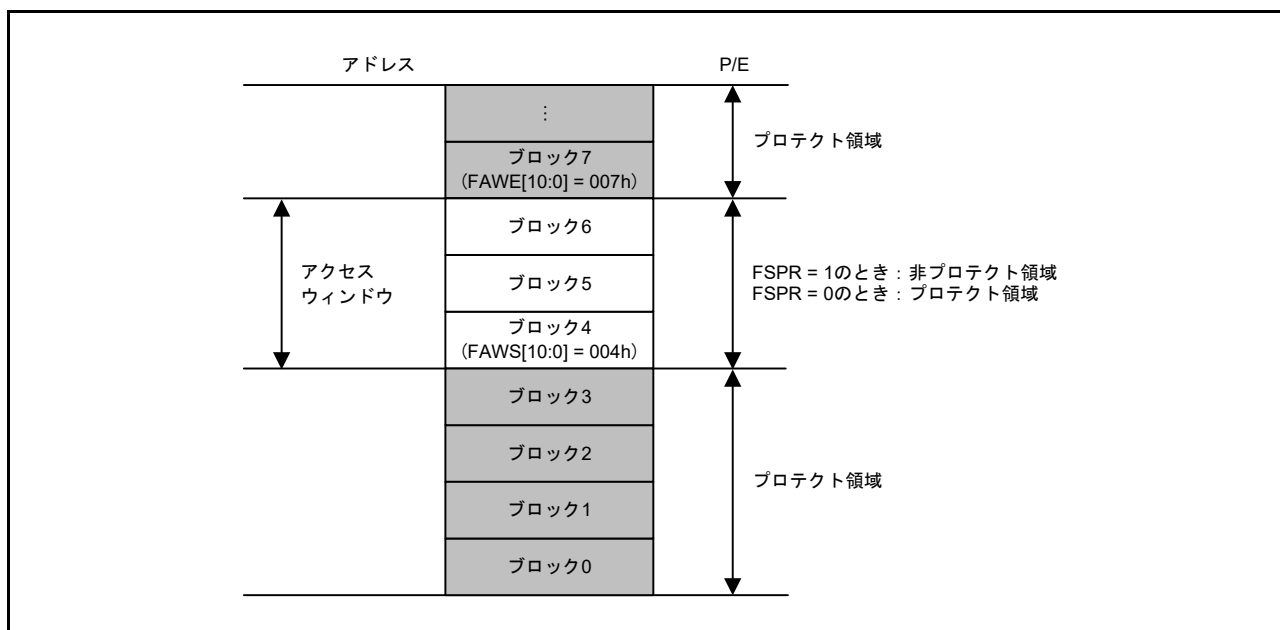 アドレス
P/E
⋮
プロテクト領域
ブロック7
(FAWE[10:0] = 007h)
ブロック6
アクセス
ウィンドウ
ブロック5
FSPR = 1のとき：非プロテクト領域
FSPR = 0のとき：プロテクト領域
ブロック4
(FAWS[10:0] = 004h)
ブロック3
ブロック2
プロテクト領域
ブロック1
ブロック0